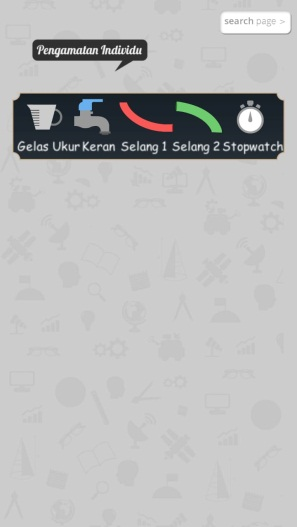 search page >
Pengamatan Individu
Gelas Ukur Keran Selang 1 Selang 2 Stopwatch